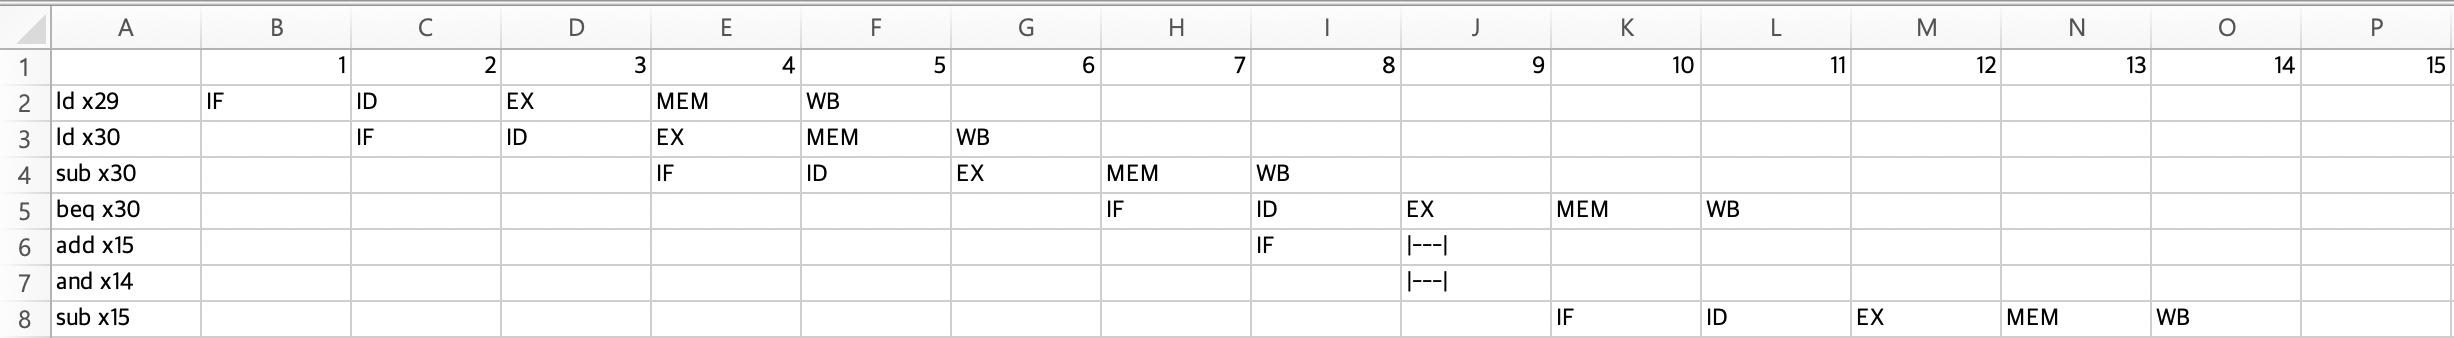 A B C D E F G H I J K L M N O P
1 1 2 3 4 5 6 7 8 9 10 11 12 13 14 15
2 ld x29 IF ID EX MEM WB
3 ld x30 IF ID EX MEM WB
4 sub x30 IF ID EX MEM WB
5 beq x30 IF ID EX MEM WB
6 add x15 IF |---|
7 and x14 |---|
8 sub x15 IF ID EX MEM WB